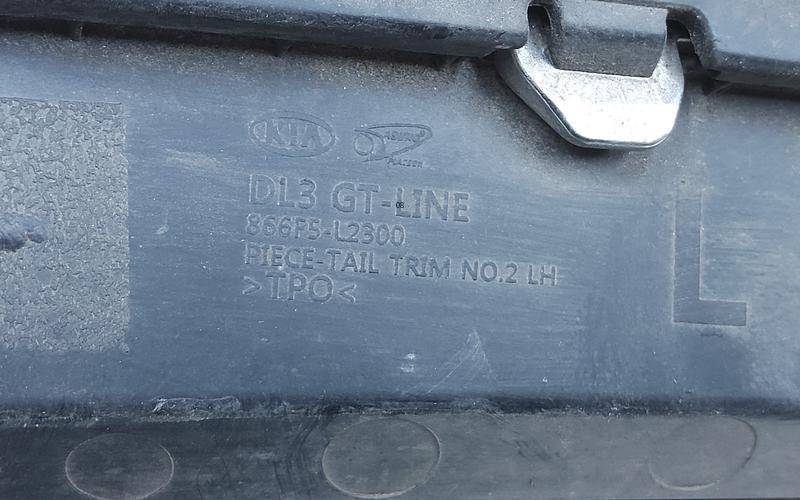 KIA
DL3 GT-LINE
866F5-L2300
PIECE-TAIL TRIM NO.2 LH
>TPO<
L